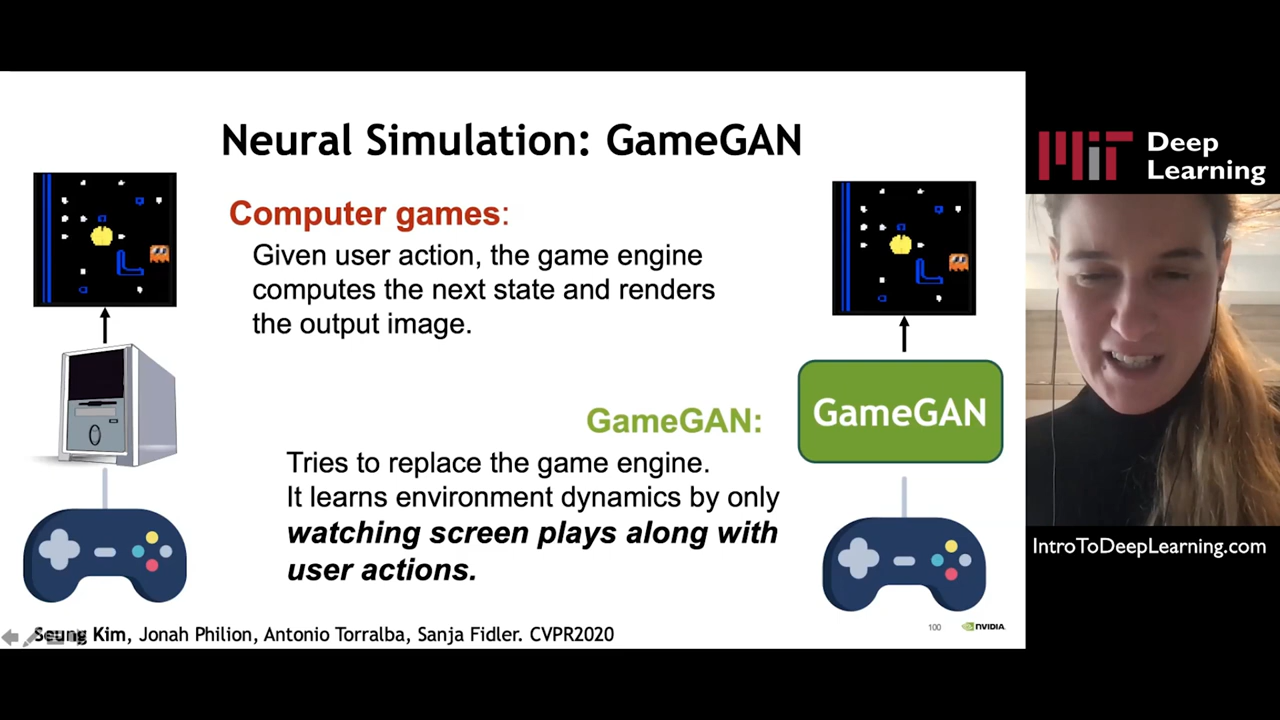 Neural Simulation: GameGAN
Computer games:
Given user action, the game engine
computes the next state and renders
the output image.
GameGAN:
Tries to replace the game engine.
It learns environment dynamics by only
watching screen plays along with
user actions.
GameGAN
Seung Kim, Jonah Philion, Antonio Torralba, Sanja Fidler. CVPR2020
100
NVIDIA
MIT
Deep
Learning
IntroToDeepLearning.com